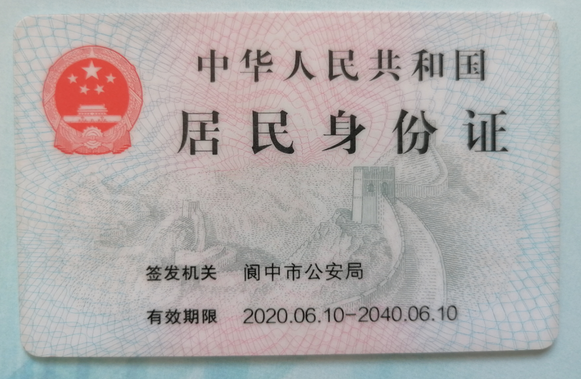 中华人民共和国
居民身份证
签发机关 阆中市公安局
有效期限 2020.06.10-2040.06.10